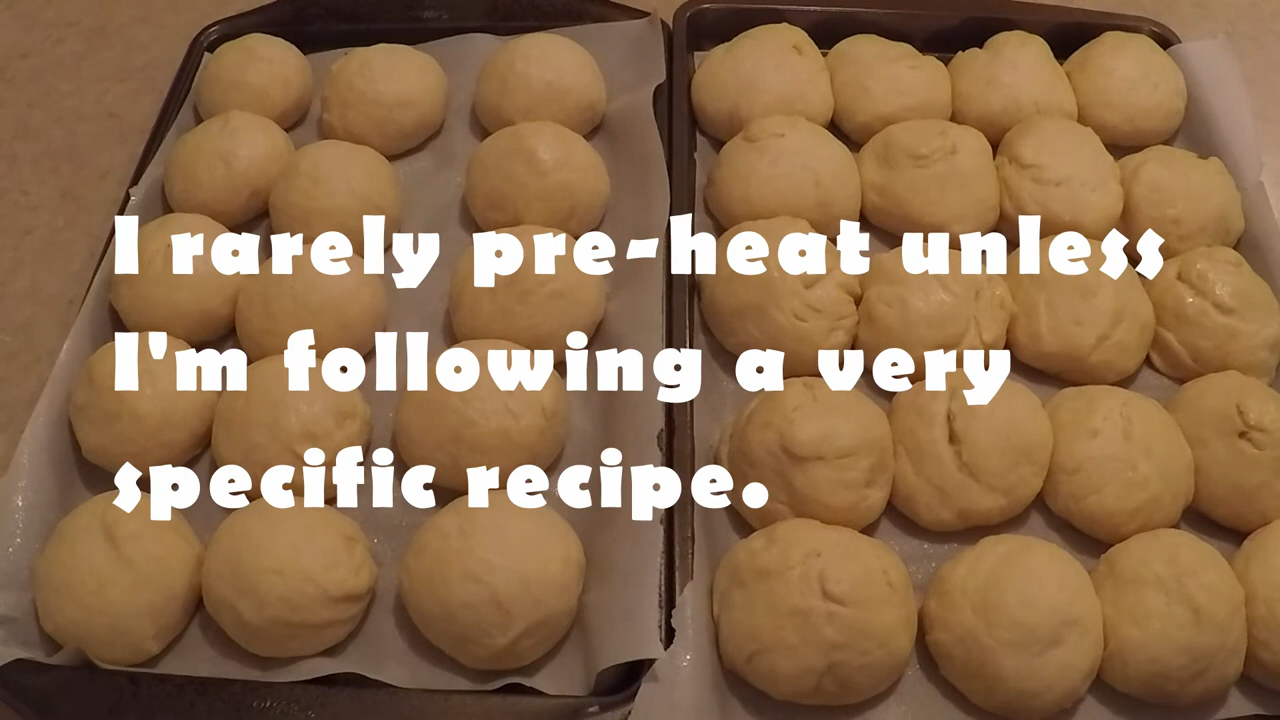 I rarely pre-heat unless
I'm following a very
specific recipe.